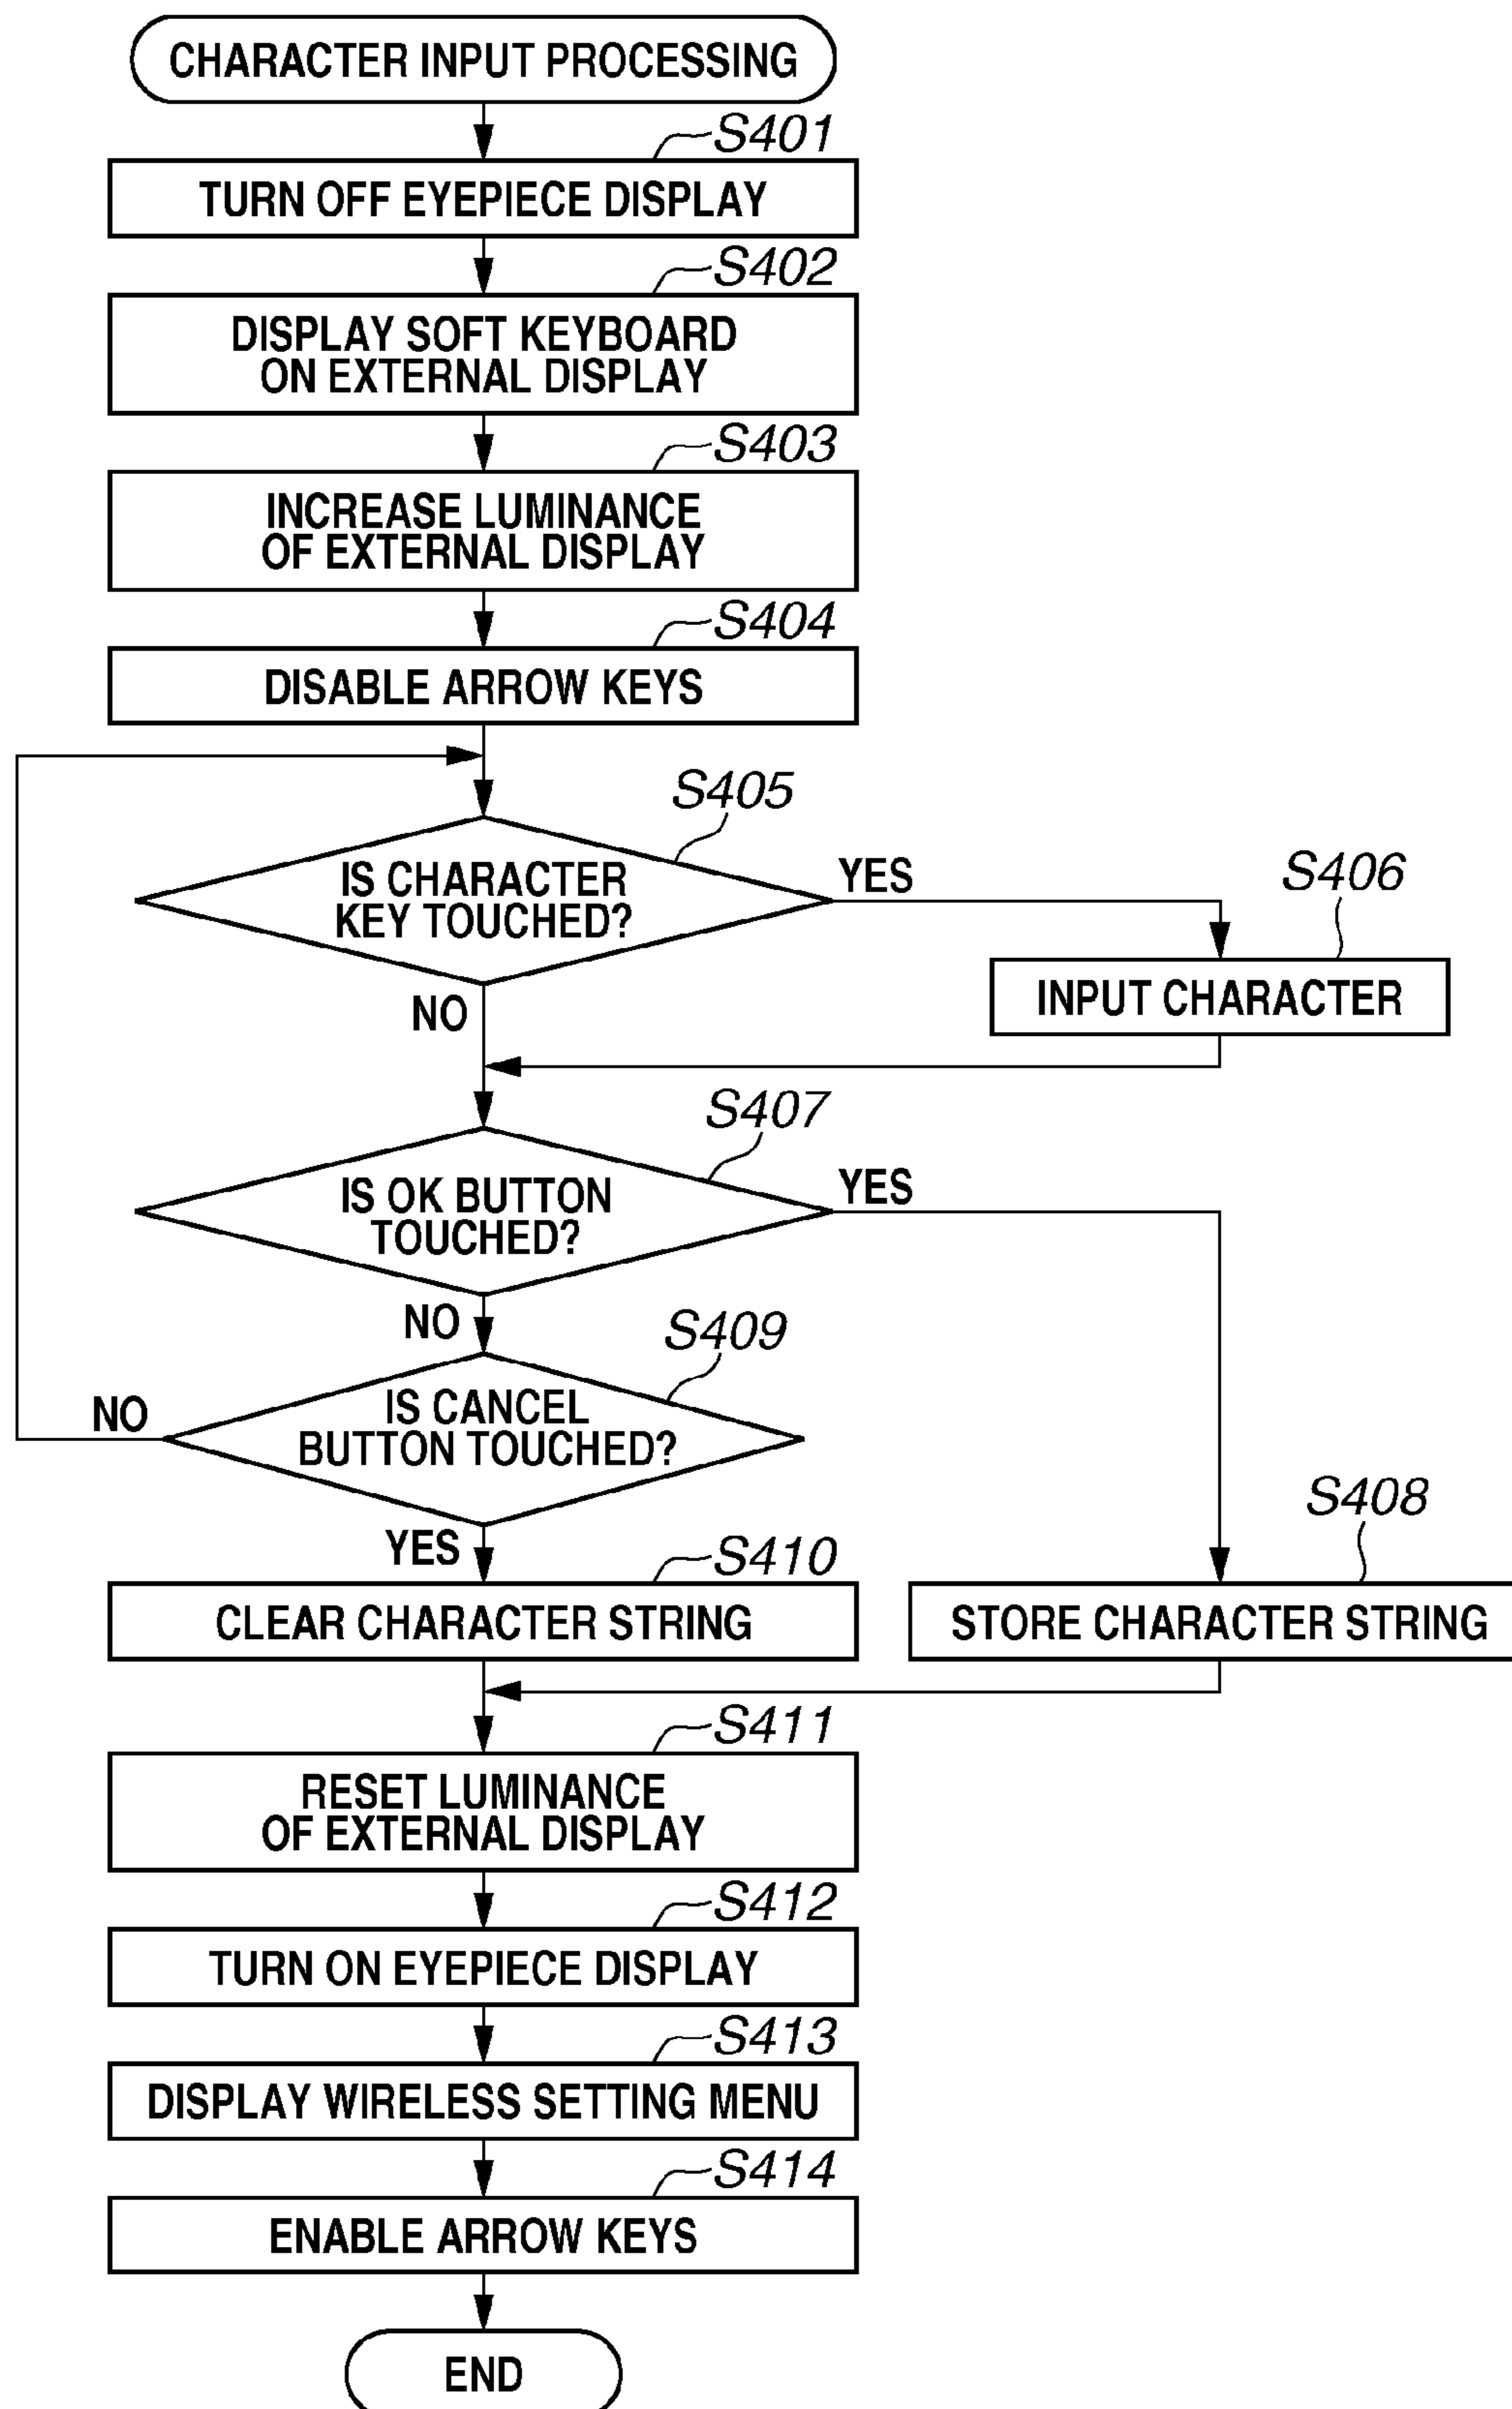 CHARACTER INPUT PROCESSING
S401
TURN OFF EYEPIECE DISPLAY
S402
DISPLAY SOFT KEYBOARD
ON EXTERNAL DISPLAY
S403
INCREASE LUMINANCE
OF EXTERNAL DISPLAY
S404
DISABLE ARROW KEYS
S405
IS CHARACTER
KEY TOUCHED?
YES
S406
INPUT CHARACTER
NO
S407
IS OK BUTTON
TOUCHED?
YES
NO
S409
IS CANCEL
BUTTON TOUCHED?
NO
S408
STORE CHARACTER STRING
YES
S410
CLEAR CHARACTER STRING
S411
RESET LUMINANCE
OF EXTERNAL DISPLAY
S412
TURN ON EYEPIECE DISPLAY
S413
DISPLAY WIRELESS SETTING MENU
S414
ENABLE ARROW KEYS
END